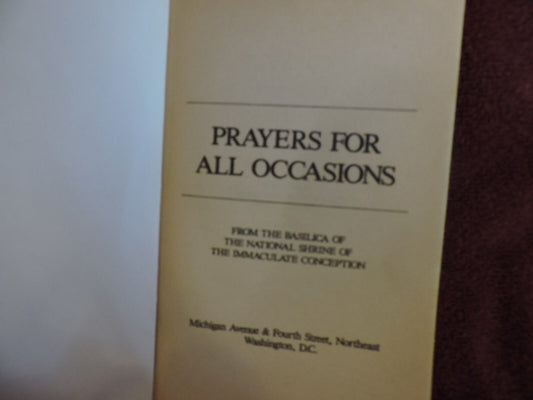 PRAYERS FOR
ALL OCCASIONS
FROM THE BASILICA OF
THE NATIONAL SHRINE OF
THE IMMACULATE CONCEPTION
Michigan Avenue & Fourth Street, Northeast
Washington, D.C.